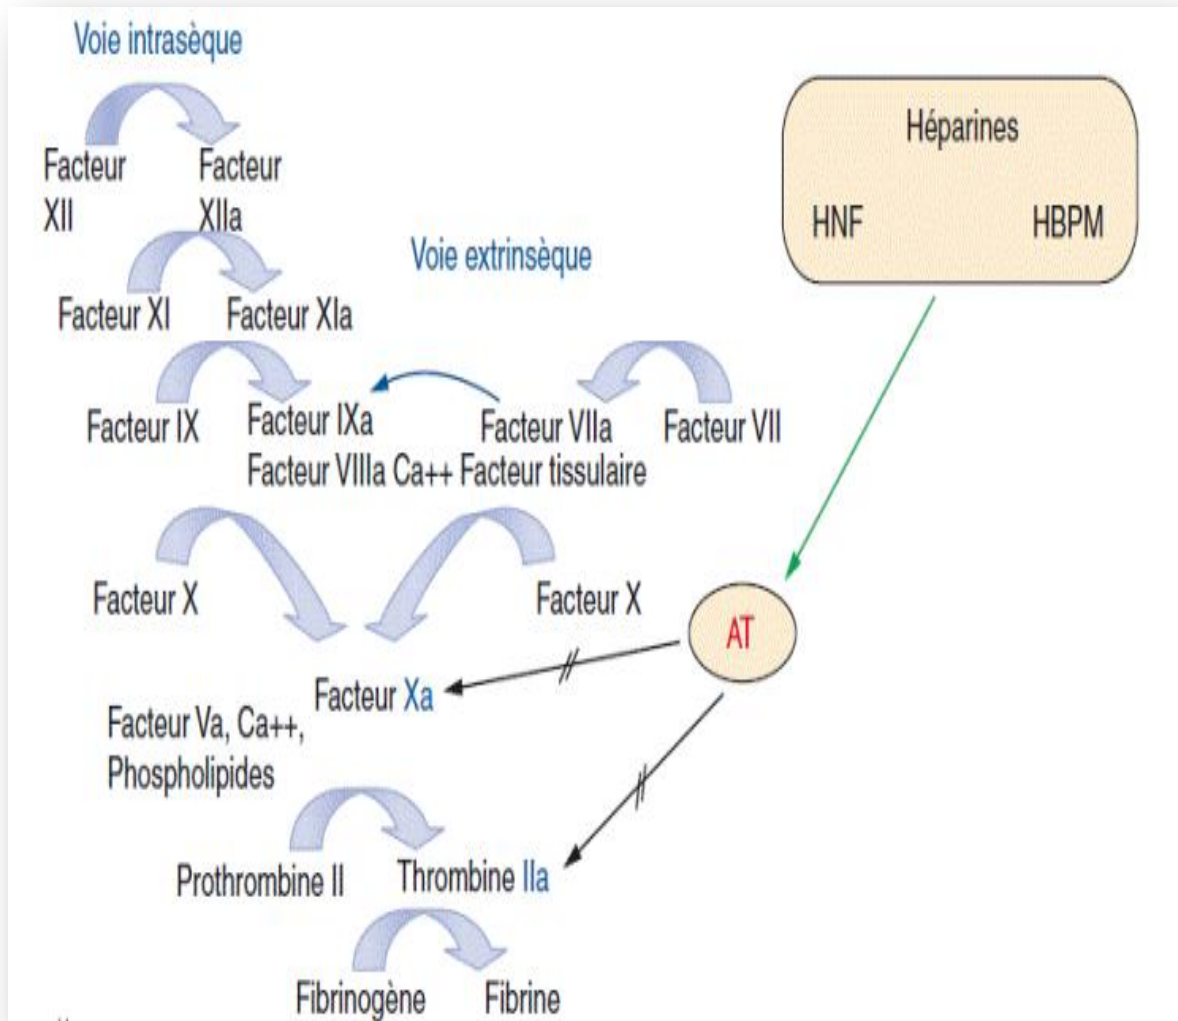 Voie intrasèque
Facteur XII
Facteur XIIa
Facteur XI
Facteur XIa
Voie extrinsèque
Facteur IX
Facteur IXa
Facteur VIIa
Facteur VII
Facteur VIIIa Ca++ Facteur tissulaire
Facteur X
Facteur X
Facteur Xa
Facteur Va, Ca++,
Phospholipides
Prothrombine II
Thrombine IIa
Fibrinogène
Fibrine
Héparines
HNF
HBPM
AT